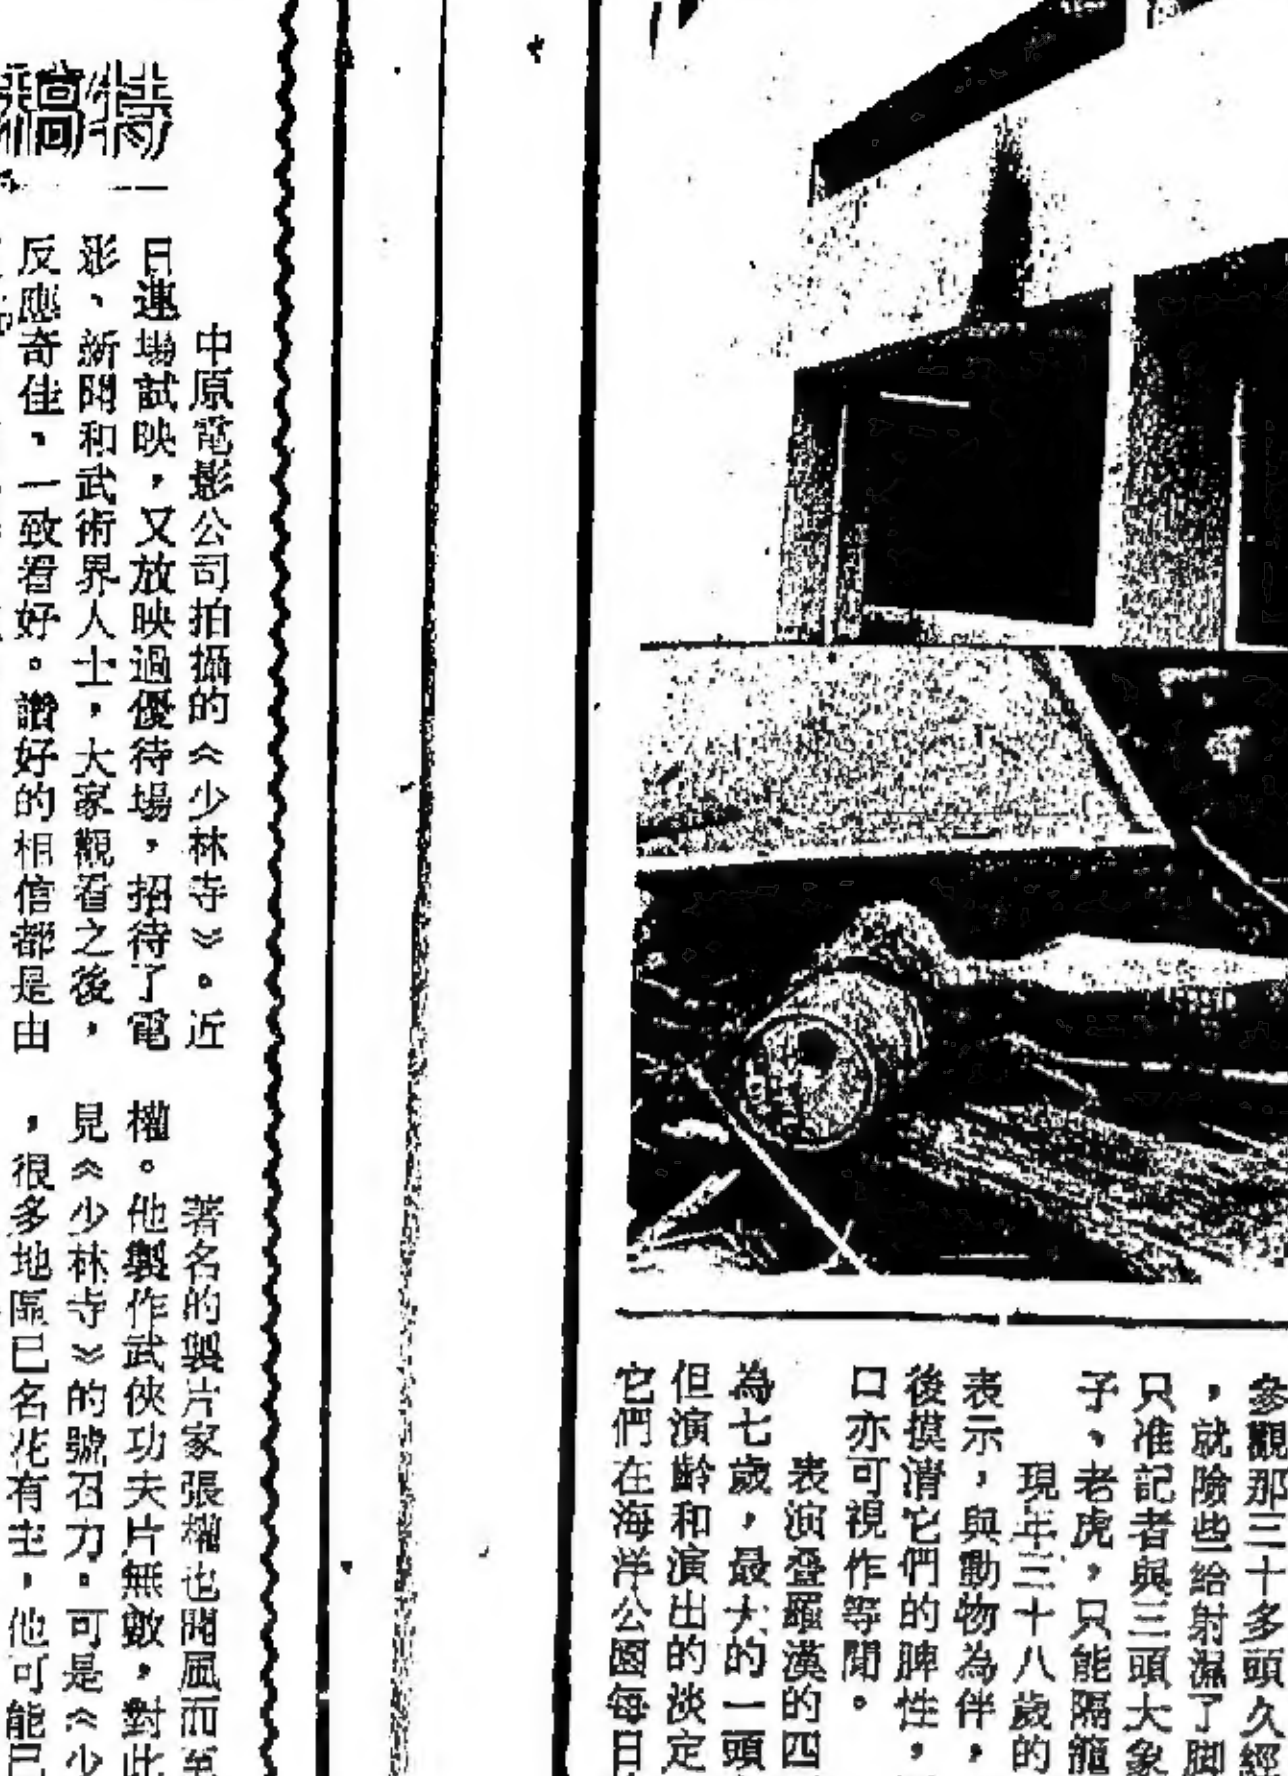 特稿
中原電影公司拍攝的《少林寺》。近
日連場試映，又放映過優待場，招待了電
影、新聞和武術界人士，大家觀看之後，
反應奇佳，一致看好。讚好的相信都是由
著名的製片家張權也聞風而至
權。他製作武俠功夫片無數，對此
見《少林寺》的號召力。可是《少
，很多地區已名花有主，他可能已
參觀那三十多頭久經
，就險些給射濕了脚
只准記者與三頭大象
子、老虎，只能隔籠
現年三十八歲的
表示，與動物為伴，
後摸清它們的脾性，
口亦可視作等閒。
表演疊羅漢的四
為七歲，最大的一頭
但演齡和演出的淡定
它們在海洋公園每日